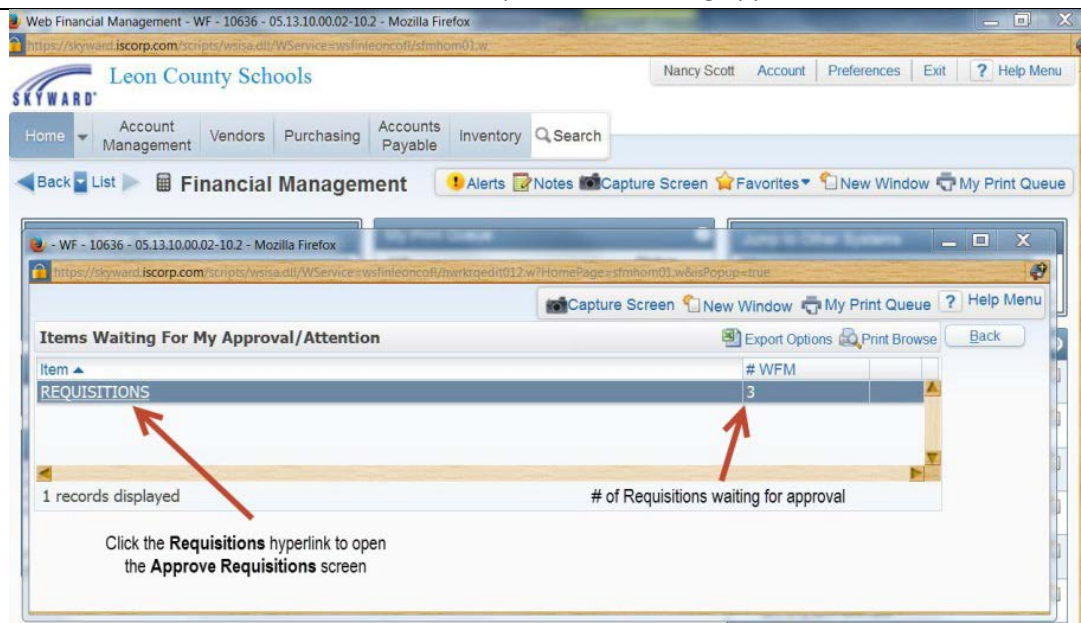 Web Financial Management - WF - 10636 - 05.13.10.00.02-10.2 - Mozilla Firefox
https://skyward.iscorp.com/scripts/wsisa.dll/WService=wsfinleoncofl/sfmhom01.w
SKYWARD
Leon County Schools
Nancy Scott Account Preferences Exit ? Help Menu
Home Account Management Vendors Purchasing Accounts Payable Inventory Search
Back List Financial Management Alerts Notes Capture Screen Favorites New Window My Print Queue
- WF - 10636 - 05.13.10.00.02-10.2 - Mozilla Firefox
https://skyward.iscorp.com/scripts/wsisa.dll/WService=wsfinleoncofl/hwrktqedit012.w?HomePage=sfmhom01.w&isPopup=true
Capture Screen New Window My Print Queue ? Help Menu
Items Waiting For My Approval/Attention Export Options Print Browse Back
Item # WFM
REQUISITIONS 3
1 records displayed
# of Requisitions waiting for approval
Click the Requisitions hyperlink to open
the Approve Requisitions screen